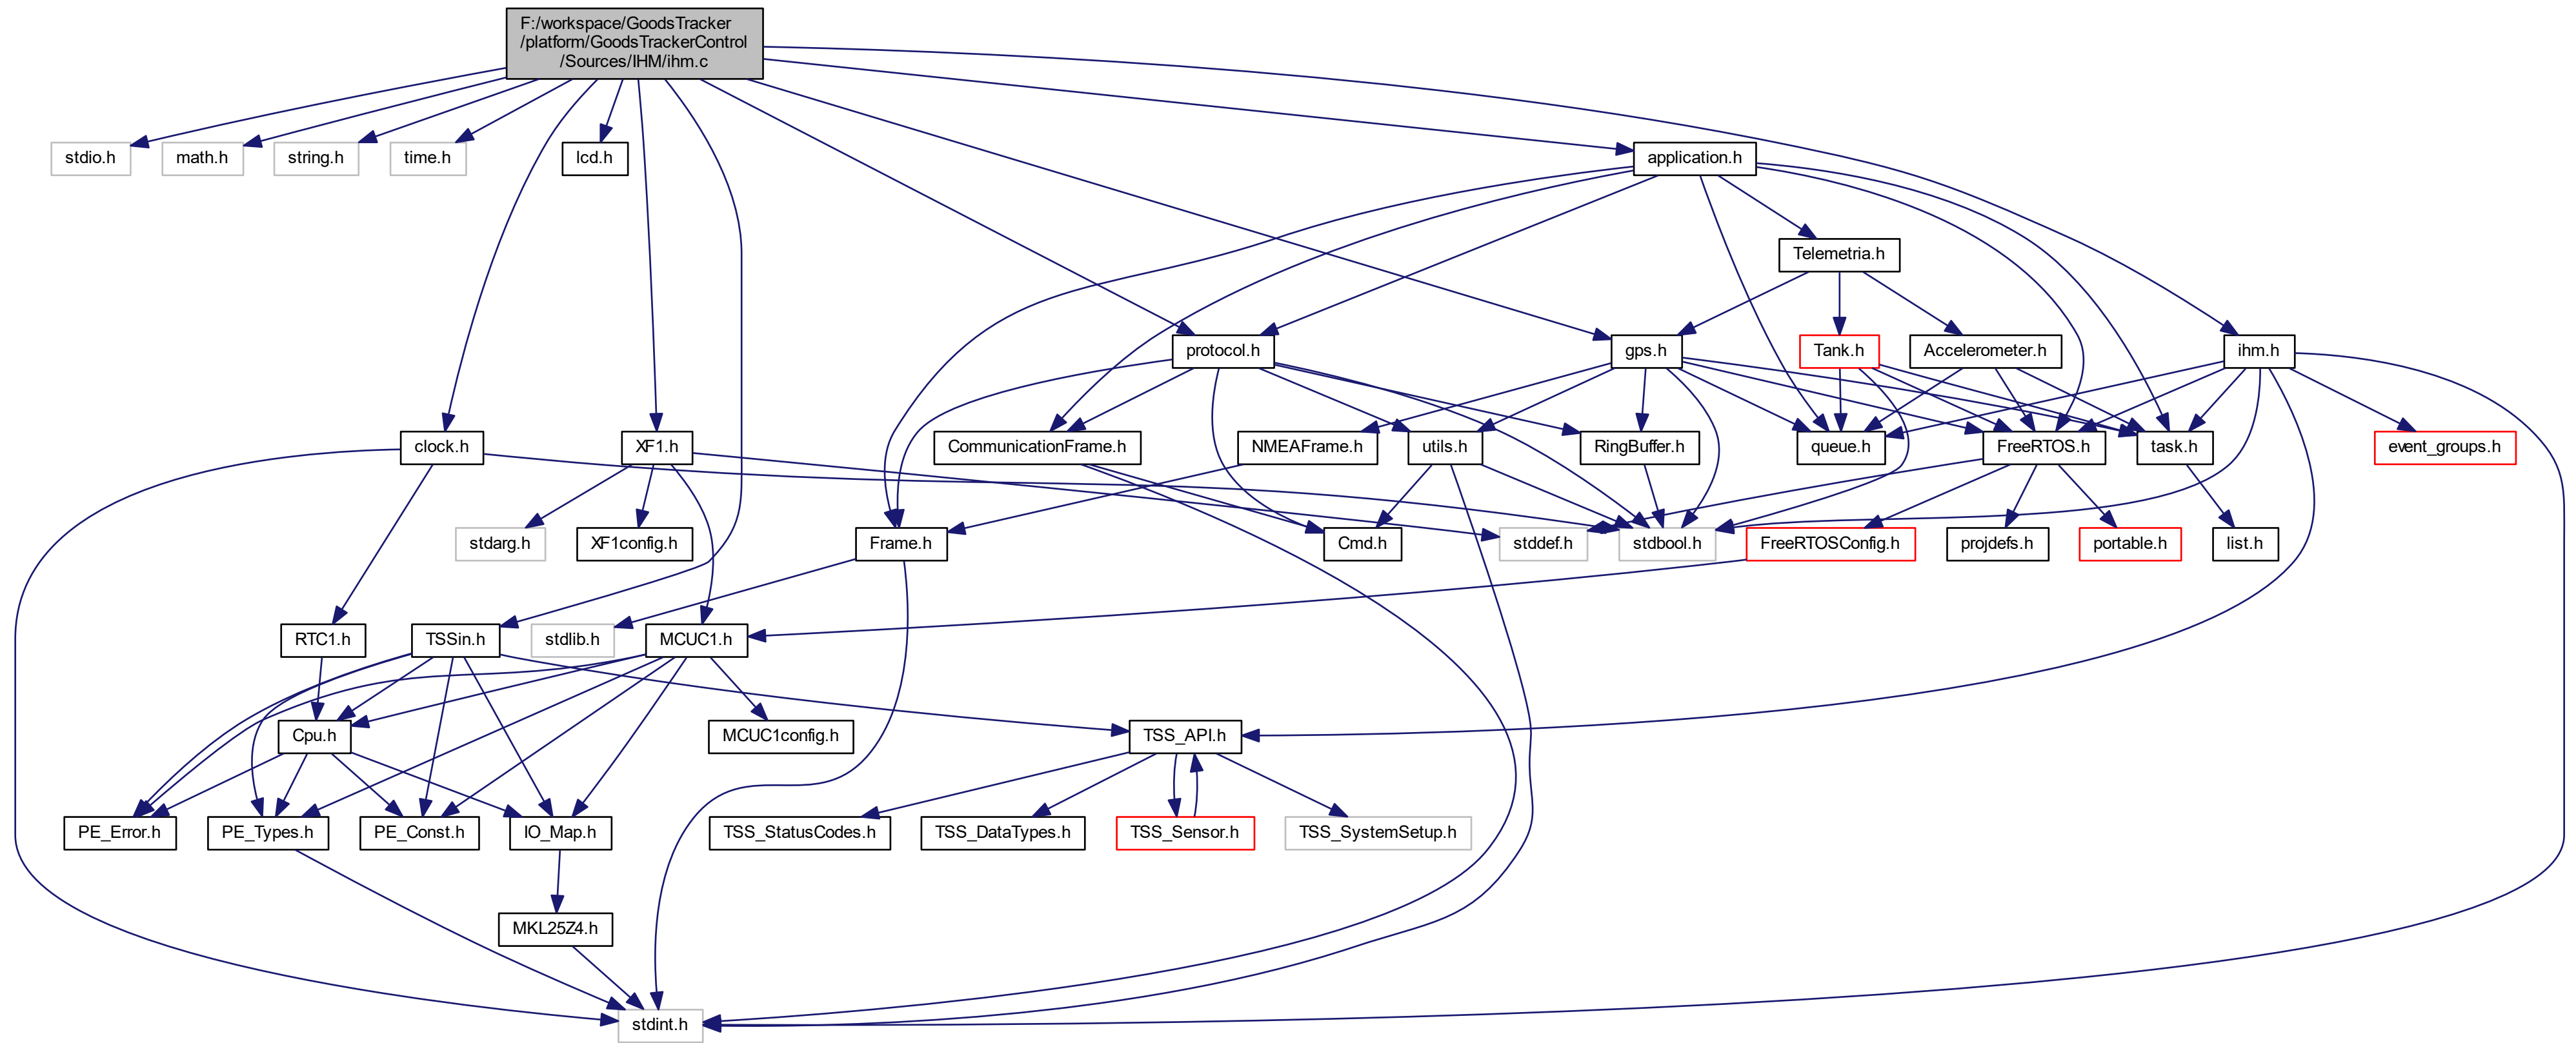 F:/workspace/GoodsTracker
/platform/GoodsTrackerControl
/Sources/IHM/ihm.c
stdio.h
math.h
string.h
time.h
lcd.h
application.h
Telemetria.h
protocol.h
gps.h
Tank.h
Accelerometer.h
ihm.h
clock.h
XF1.h
CommunicationFrame.h
NMEAFrame.h
utils.h
RingBuffer.h
queue.h
FreeRTOS.h
task.h
event_groups.h
stdarg.h
XF1config.h
Frame.h
Cmd.h
stddef.h
stdbool.h
FreeRTOSConfig.h
projdefs.h
portable.h
list.h
RTC1.h
TSSin.h
stdlib.h
MCUC1.h
Cpu.h
MCUC1config.h
TSS_API.h
PE_Error.h
PE_Types.h
PE_Const.h
IO_Map.h
TSS_StatusCodes.h
TSS_DataTypes.h
TSS_Sensor.h
TSS_SystemSetup.h
MKL25Z4.h
stdint.h